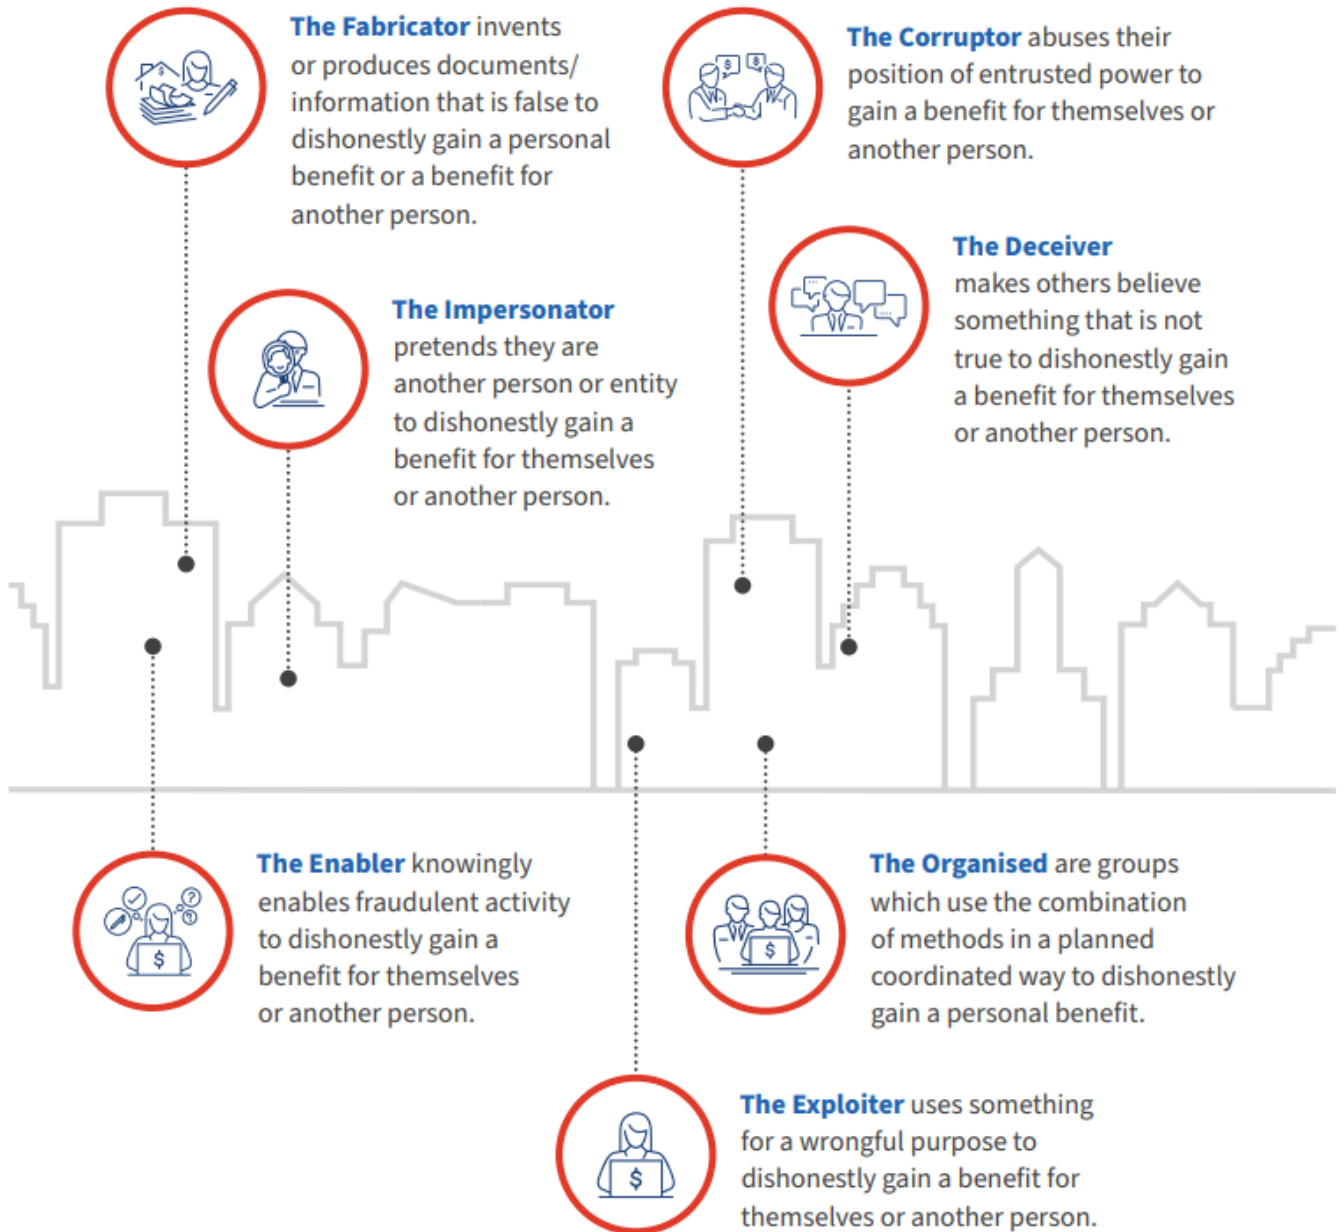 The Fabricator invents
or produces documents/
information that is false to
dishonestly gain a personal
benefit or a benefit for
another person.
The Corruptor abuses their
position of entrusted power to
gain a benefit for themselves or
another person.
The Impersonator
pretends they are
another person or entity
to dishonestly gain a
benefit for themselves
or another person.
The Deceiver
makes others believe
something that is not
true to dishonestly gain
a benefit for themselves
or another person.
The Enabler knowingly
enables fraudulent activity
to dishonestly gain a
benefit for themselves
or another person.
The Organised are groups
which use the combination
of methods in a planned
coordinated way to dishonestly
gain a personal benefit.
The Exploiter uses something
for a wrongful purpose to
dishonestly gain a benefit for
themselves or another person.